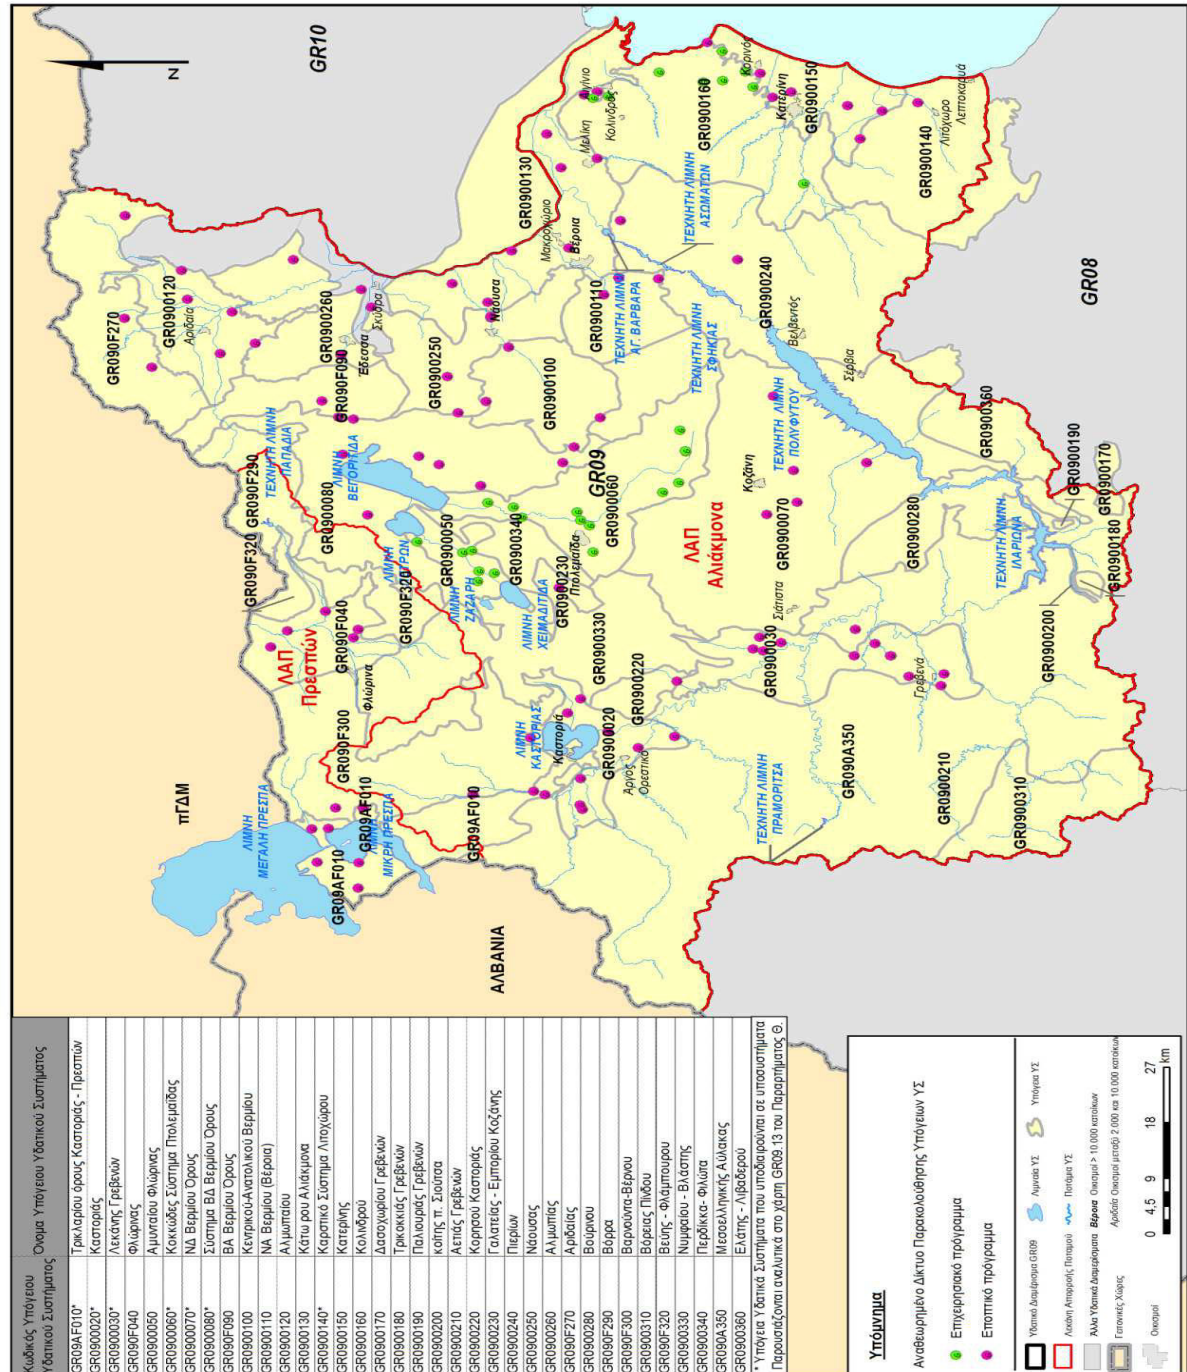 Κωδικός Υπόγειου Υδατικού Συστήματος
Όνομα Υπόγειου Υδατικού Συστήματος
GR09AF010* Τρικλαρίου όρους Καστοριάς - Πρεσπών
GR0900020* Καστοριάς
GR0900030* Λεκάνης Γρεβενών
GR090F040 Φλώρινας
GR0900050 Αμυνταίου Φλώρινας
GR0900060* Κοκκώδες Σύστημα Πτολεμαΐδας
GR0900070* ΝΔ Βερμίου Όρους
GR0900080* Σύστημα ΒΔ Βερμίου Όρους
GR090F090 ΒΑ Βερμίου Όρους
GR0900100 Κεντρικού-Ανατολικού Βερμίου
GR0900110 ΝΑ Βερμίου (Βέροια)
GR0900120 Αλμωπαίου
GR0900130 Κάτω ρου Αλιάκμονα
GR0900140* Καρστικό Σύστημα Λιτοχώρου
GR0900150 Κατερίνης
GR0900160 Κολινδρού
GR0900170 Δασοχωρίου Γρεβενών
GR0900180 Τρικοκκιάς Γρεβενών
GR0900190 Παλιουριάς Γρεβενών
GR0900200 κοίτης π. Σιούτσα
GR0900210 Αετιάς Γρεβενών
GR0900220 Κορησού Καστοριάς
GR0900230 Γαλατείας - Εμπορίου Κοζάνης
GR0900240 Πιερίων
GR0900250 Νάουσας
GR0900260 Αλμωπίας
GR090F270 Αριδαίας
GR0900280 Βούρινου
GR090F290 Βόρρα
GR090F300 Βαρνούντα-Βέρνου
GR0900310 Βόρειας Πίνδου
GR090F320 Βεύης - Φλάμπουρου
GR0900330 Νυμφαίου - Βλάστης
GR0900340 Περδίκκα- Φιλώτα
GR090A350 Μεσοελληνικής Αύλακας
GR0900360 Ελάτης - Λιβαδερού
* Υπόγεια Υδατικά Συστήματα που υποδιαιρούνται σε υποσυστήματα
Παρουσιάζονται αναλυτικά στο χάρτη GR09.13 του Παραρτήματος Θ.
Υπόμνημα
Αναθεωρημένο Δίκτυο Παρακολούθησης Υπόγειων ΥΣ
6 Επιχειρησιακό πρόγραμμα
Εποπτικό πρόγραμμα
Υδατικό Διαμέρισμα GR09
Λιμναία ΥΣ
Υπόγεια ΥΣ
Λεκάνη Απορροής Ποταμού
Ποτάμια ΥΣ
Άλλα Υδατικά Διαμερίσματα
Βέροια Οικισμοί > 10.000 κατοίκων
Γειτονικές Χώρες
Αριδαία Οικισμοί μεταξύ 2.000 και 10.000 κατοίκων
Οικισμοί
0 4,5 9 18 27 km
ΑΛΒΑΝΙΑ
πΓΔΜ
GR10
GR08
GR09
N
ΛΑΠ Πρεσπών
ΛΑΠ Αλιάκμονα
ΛΙΜΝΗ ΜΕΓΑΛΗ ΠΡΕΣΠΑ
ΛΙΜΝΗ ΜΙΚΡΗ ΠΡΕΣΠΑ
GR09AF010
GR09AF010
GR09AF010
GR090F300
GR090F040
GR090F320
GR090F320
GR090F290
GR0900080
Φλώρινα
ΤΕΧΝΗΤΗ ΛΙΜΝΗ ΠΑΠΑΔΙΑ
ΛΙΜΝΗ ΒΕΓΟΡΙΤΙΔΑ
ΛΙΜΝΗ
ΛΙΜΝΗ ΖΑΖΑΡΗ
ΛΙΜΝΗ ΧΕΙΜΑΔΙΤΙΔΑ
ΛΙΜΝΗ ΚΑΣΤΟΡΙΑΣ
Καστοριά
Άργος Ορεστικό
GR0900020
GR0900220
GR0900330
GR0900230
Πτολεμαΐδα
GR0900340
GR0900050
GR0900060
GR090F270
GR0900120
Αριδαία
GR0900260
Έδεσσα
Σκύδρα
GR090F090
GR0900250
Νάουσα
GR0900100
GR0900110
GR0900130
Μακροχώρι
Βέροια
Μελίκη
Αιγίνιο
Κολινδρός
GR0900160
Κορινός
Κατερίνη
GR0900150
GR0900140
Λιτόχωρο
Λεπτοκαρυά
ΤΕΧΝΗΤΗ ΛΙΜΝΗ ΑΓ. ΒΑΡΒΑΡΑ
ΤΕΧΝΗΤΗ ΛΙΜΝΗ ΑΣΩΜΑΤΩΝ
ΤΕΧΝΗΤΗ ΛΙΜΝΗ ΣΦΗΚΙΑΣ
GR0900240
Βελβεντός
Σέρβια
ΤΕΧΝΗΤΗ ΛΙΜΝΗ ΠΟΛΥΦΥΤΟΥ
Κοζάνη
GR0900070
Σιάτιστα
GR0900030
GR0900280
GR0900360
GR0900190
GR0900170
GR0900180
GR0900200
ΤΕΧΝΗΤΗ ΛΙΜΝΗ ΙΛΑΡΙΩΝΑ
Γρεβενά
GR090A350
ΤΕΧΝΗΤΗ ΛΙΜΝΗ ΠΡΑΜΟΡΙΤΣΑ
GR0900210
GR0900310